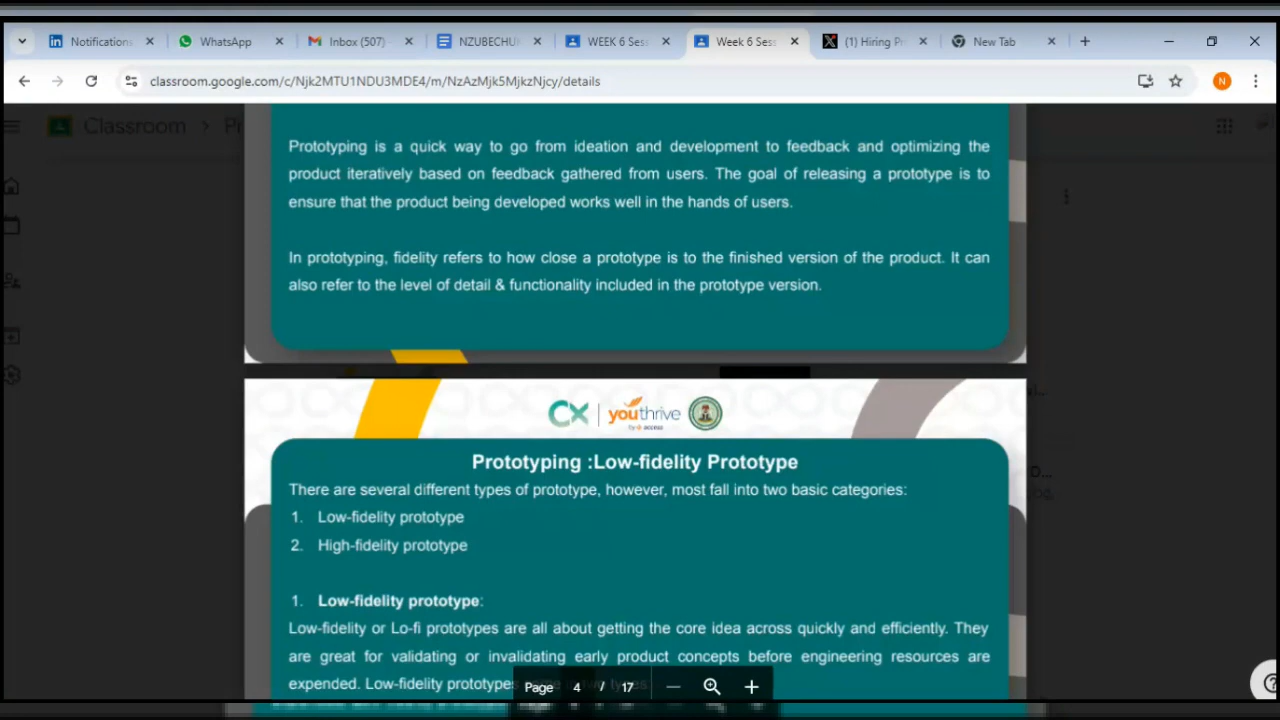 Notifications
WhatsApp
Inbox (507)
NZUBECHUK
WEEK 6 Sess
Week 6 Sess
(1) Hiring Pr
New Tab
classroom.google.com/c/Njk2MTU1NDU3MDE4/m/NzAzMjk5MjkzNjcy/details
N
Classroom > Pr
Prototyping is a quick way to go from ideation and development to feedback and optimizing the
product iteratively based on feedback gathered from users. The goal of releasing a prototype is to
ensure that the product being developed works well in the hands of users.
In prototyping, fidelity refers to how close a prototype is to the finished version of the product. It can
also refer to the level of detail & functionality included in the prototype version.
CX | youthrive
by access
Prototyping :Low-fidelity Prototype
There are several different types of prototype, however, most fall into two basic categories:
1. Low-fidelity prototype
2. High-fidelity prototype
1. Low-fidelity prototype:
Low-fidelity or Lo-fi prototypes are all about getting the core idea across quickly and efficiently. They
are great for validating or invalidating early product concepts before engineering resources are
expended. Low-fidelity prototypes
Page 4 / 17